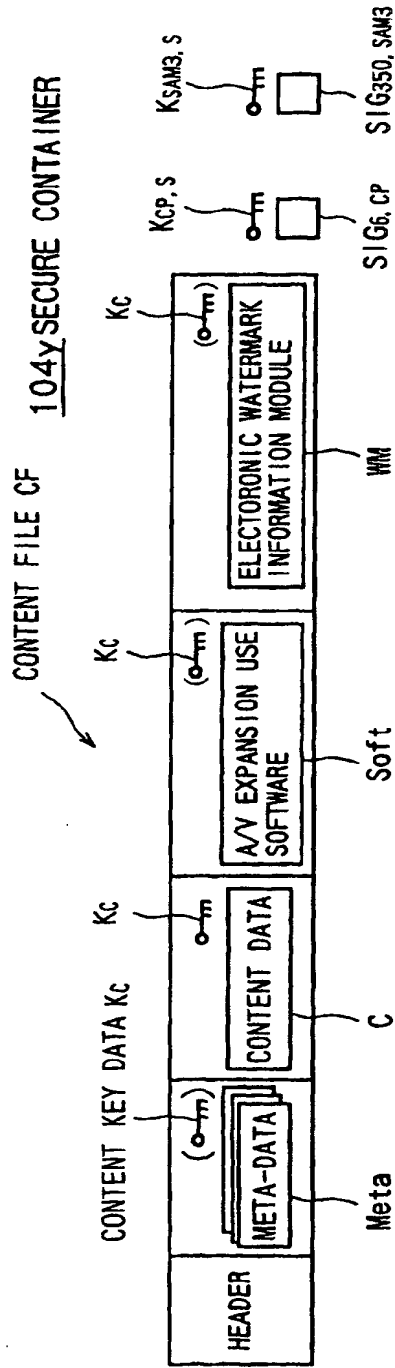 104y SECURE CONTAINER
CONTENT FILE CF
CONTENT KEY DATA Kc
Kc
Kc
Kc
KCP, S
KSAM3, S
HEADER
META-DATA
CONTENT DATA
A/V EXPANSION USE
SOFTWARE
ELECTORONIC WATERMARK
INFORMATION MODULE
Meta
C
Soft
WM
SIG6, CP
SIG350, SAM3